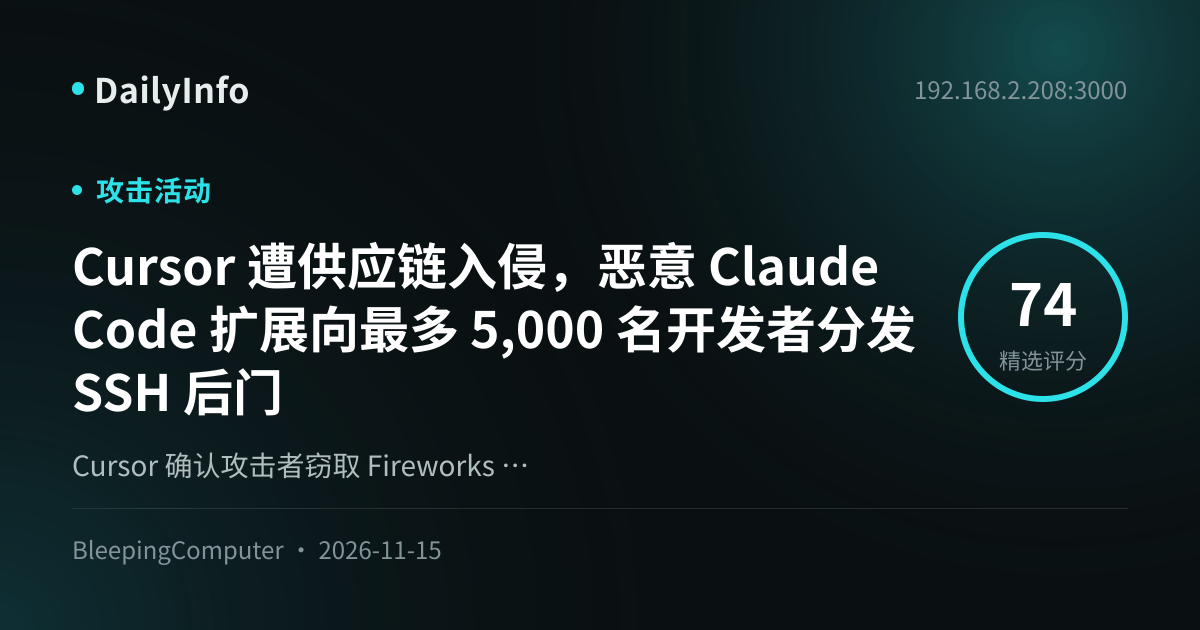 DailyInfo
192.168.2.208:3000
攻击活动
Cursor 遭供应链入侵，恶意 Claude
Code 扩展向最多 5,000 名开发者分发
SSH 后门
74
精选评分
Cursor 确认攻击者窃取 Fireworks …
BleepingComputer · 2026-11-15